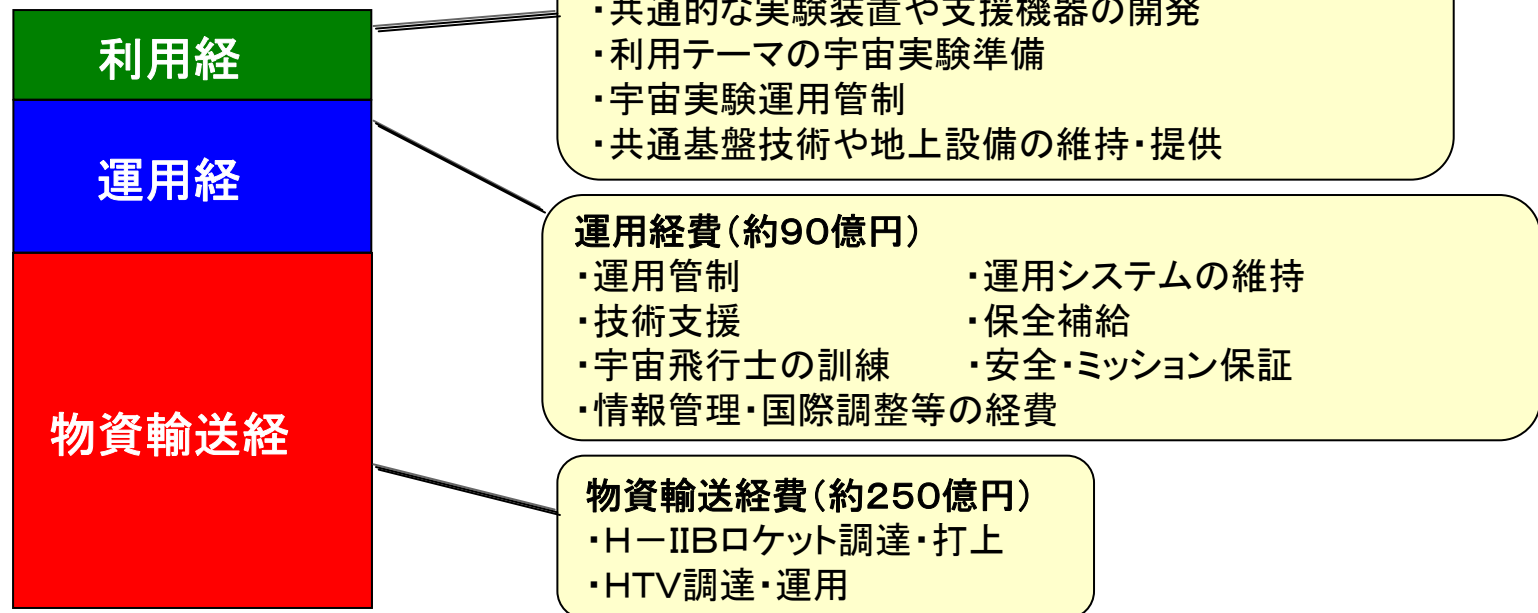 ・共通的な実験装置や支援機器の開発
・利用テーマの宇宙実験準備
・宇宙実験運用管制
・共通基盤技術や地上設備の維持・提供
利用経
運用経
物資輸送経
運用経費（約９０億円）
・運用管制　・運用システムの維持
・技術支援　・保全補給
・宇宙飛行士の訓練　・安全・ミッション保証
・情報管理・国際調整等の経費
物資輸送経費（約２５０億円）
・Ｈ－IIＢロケット調達・打上
・ＨＴＶ調達・運用